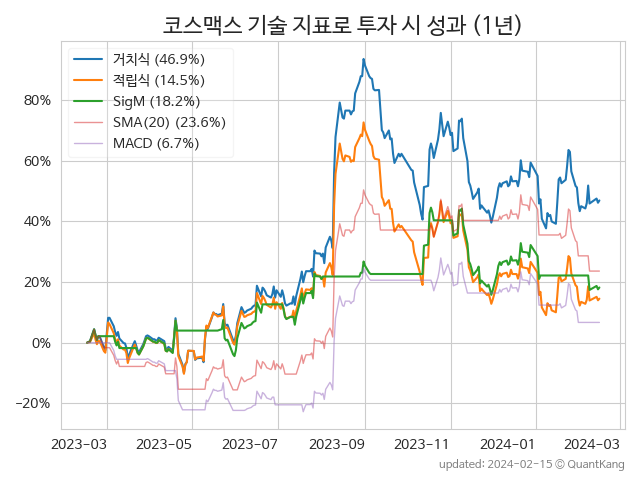 코스맥스 기술 지표로 투자 시 성과 (1년)
거치식 (46.9%)
적립식 (14.5%)
SigM (18.2%)
SMA(20) (23.6%)
MACD (6.7%)
80%
60%
40%
20%
0%
−20%
2023-03 2023-05 2023-07 2023-09 2023-11 2024-01 2024-03
updated: 2024-02-15 ⓒ QuantKang